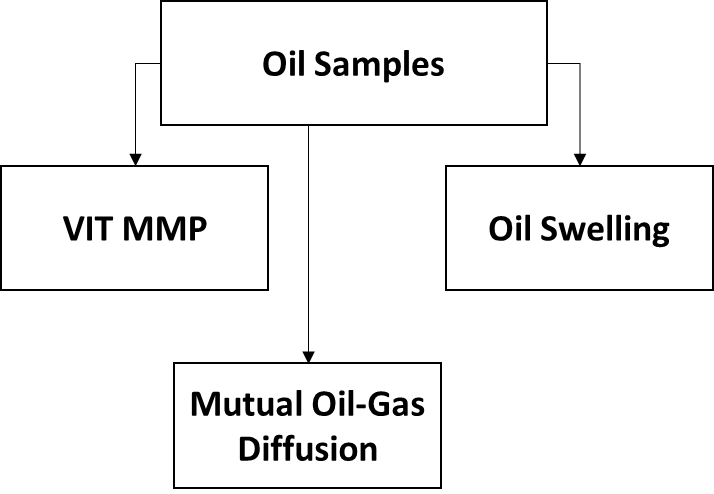 Oil Samples
VIT MMP
Oil Swelling
Mutual Oil-Gas
Diffusion